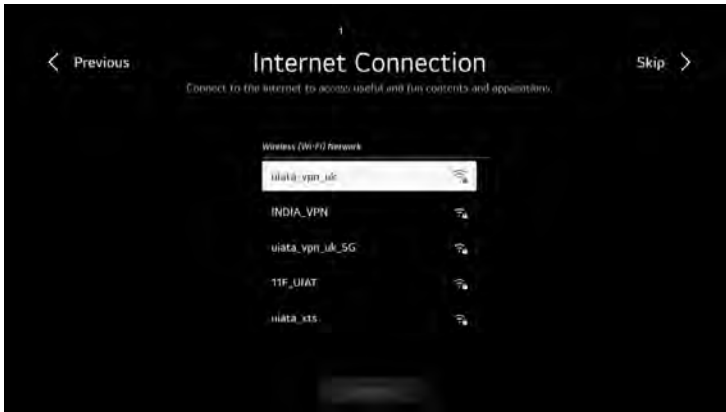 1
Previous
Internet Connection
Skip
Connect to the Internet to access useful and fun contents and applications.
Wireless (Wi-Fi) Network
uiata_vpn_uk
INDIA_VPN
uiata_vpn_uk_5G
11F_UIAT
uiata_xts